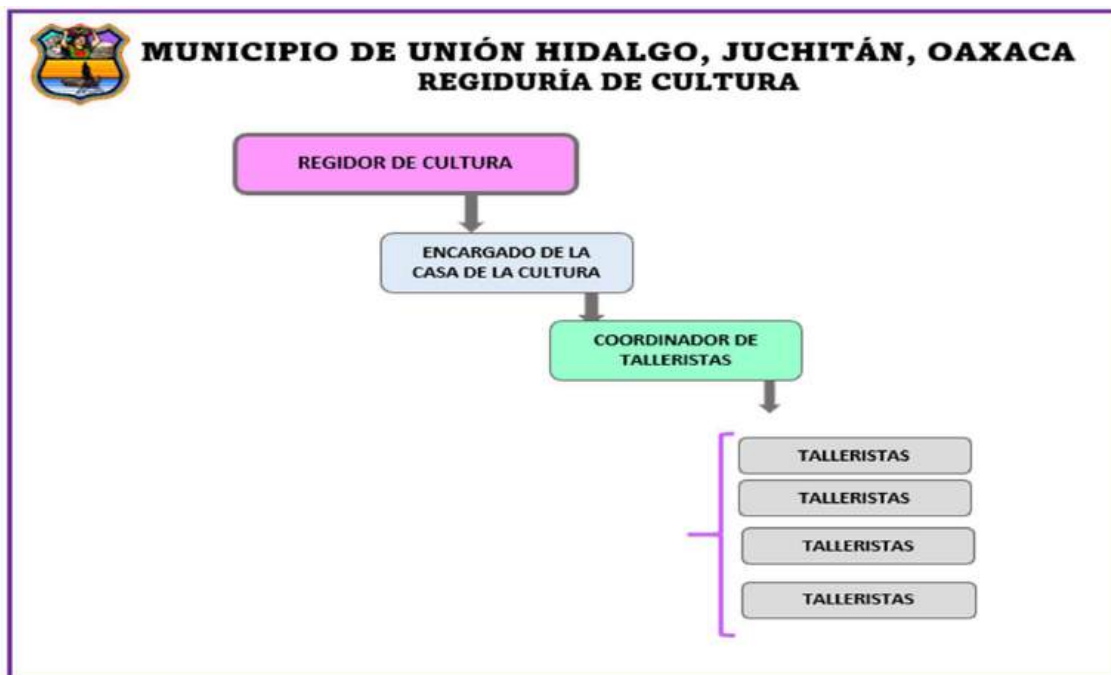 MUNICIPIO DE UNIÓN HIDALGO, JUCHITÁN, OAXACA
REGIDURÍA DE CULTURA
REGIDOR DE CULTURA
ENCARGADO DE LA
CASA DE LA CULTURA
COORDINADOR DE
TALLERISTAS
TALLERISTAS
TALLERISTAS
TALLERISTAS
TALLERISTAS